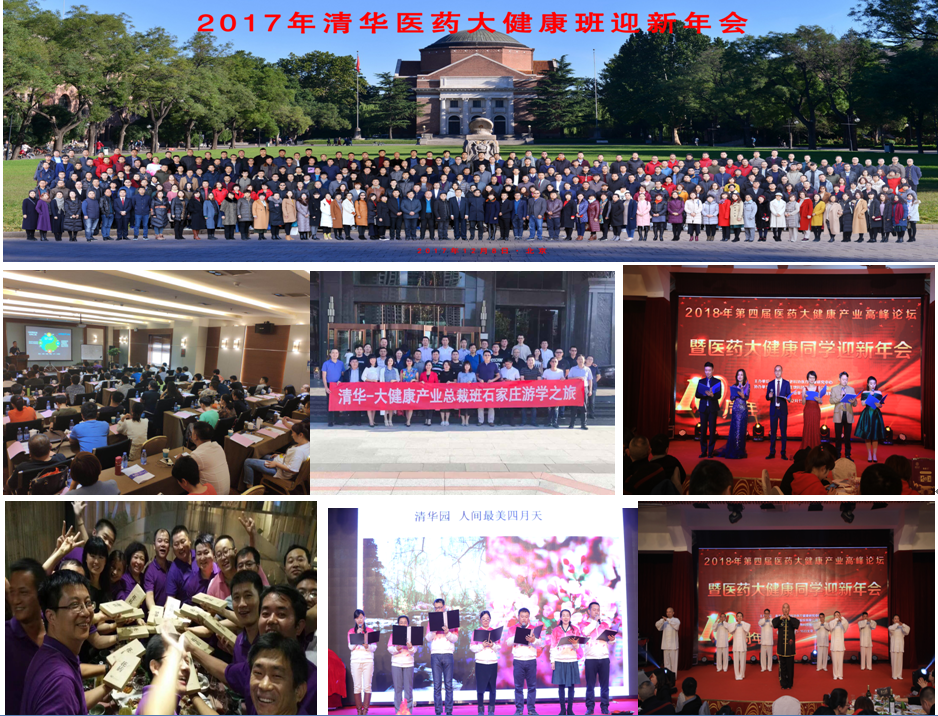 2017年清华医药大健康班迎新年会
清华-大健康产业总裁班石家庄游学之旅
2018年第四届医药大健康产业高峰论坛
暨医药大健康同学迎新年会
清华园 人间最美四月天
2018年第四届医药大健康产业高峰论坛
暨医药大健康同学迎新年会